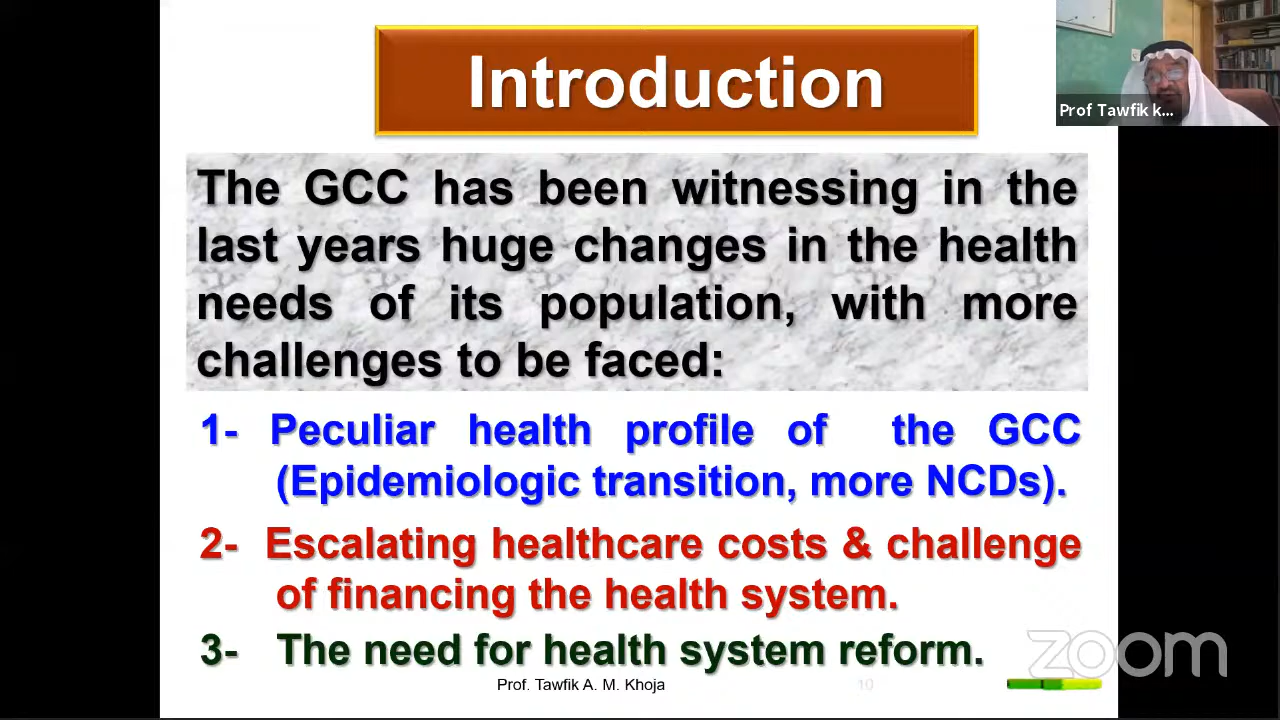 Introduction
Prof Tawfik k...
The GCC has been witnessing in the
last years huge changes in the health
needs of its population, with more
challenges to be faced:
1- Peculiar health profile of the GCC
(Epidemiologic transition, more NCDs).
2- Escalating healthcare costs & challenge
of financing the health system.
3- The need for health system reform.
zoom
Prof. Tawfik A. M. Khoja
10